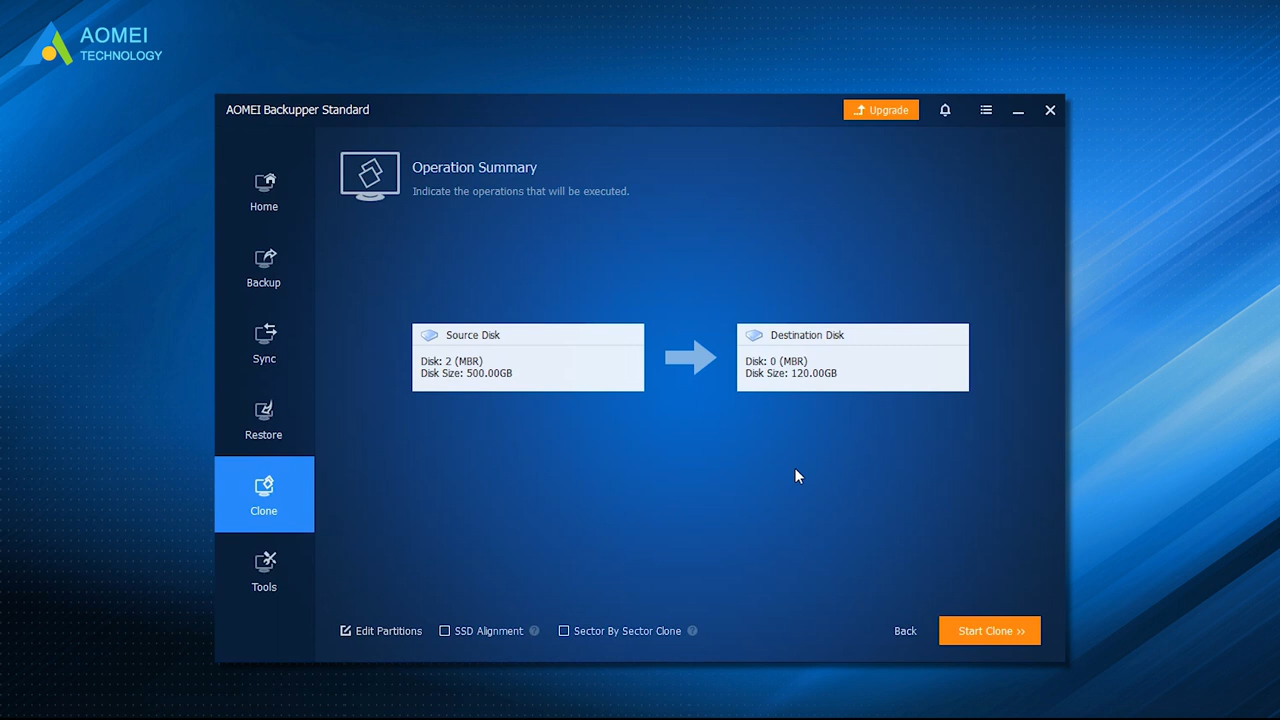 AOMEI
TECHNOLOGY
AOMEI Backupper Standard
Upgrade
Home
Backup
Sync
Restore
Clone
Tools
Operation Summary
Indicate the operations that will be executed.
Source Disk
Disk: 2 (MBR)
Disk Size: 500.00GB
Destination Disk
Disk: 0 (MBR)
Disk Size: 120.00GB
Edit Partitions
SSD Alignment ?
Sector By Sector Clone ?
Back
Start Clone >>